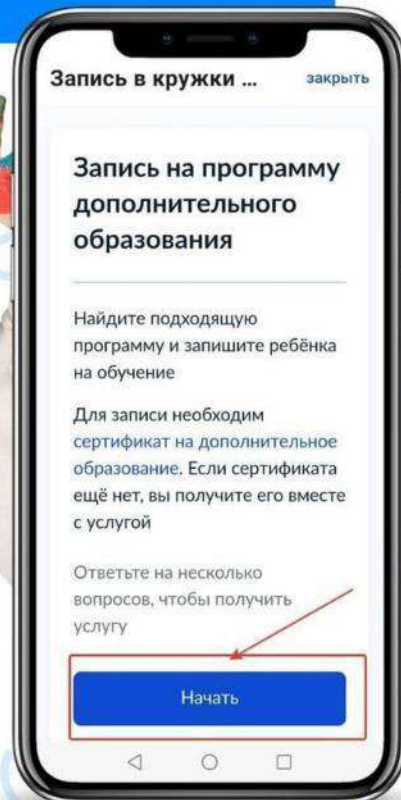 Запись в кружки ...
закрыть
Запись на программу
дополнительного
образования
Найдите подходящую
программу и запишите ребёнка
на обучение
Для записи необходим
сертификат на дополнительное
образование. Если сертификата
ещё нет, вы получите его вместе
с услугой
Ответьте на несколько
вопросов, чтобы получить
услугу
Начать